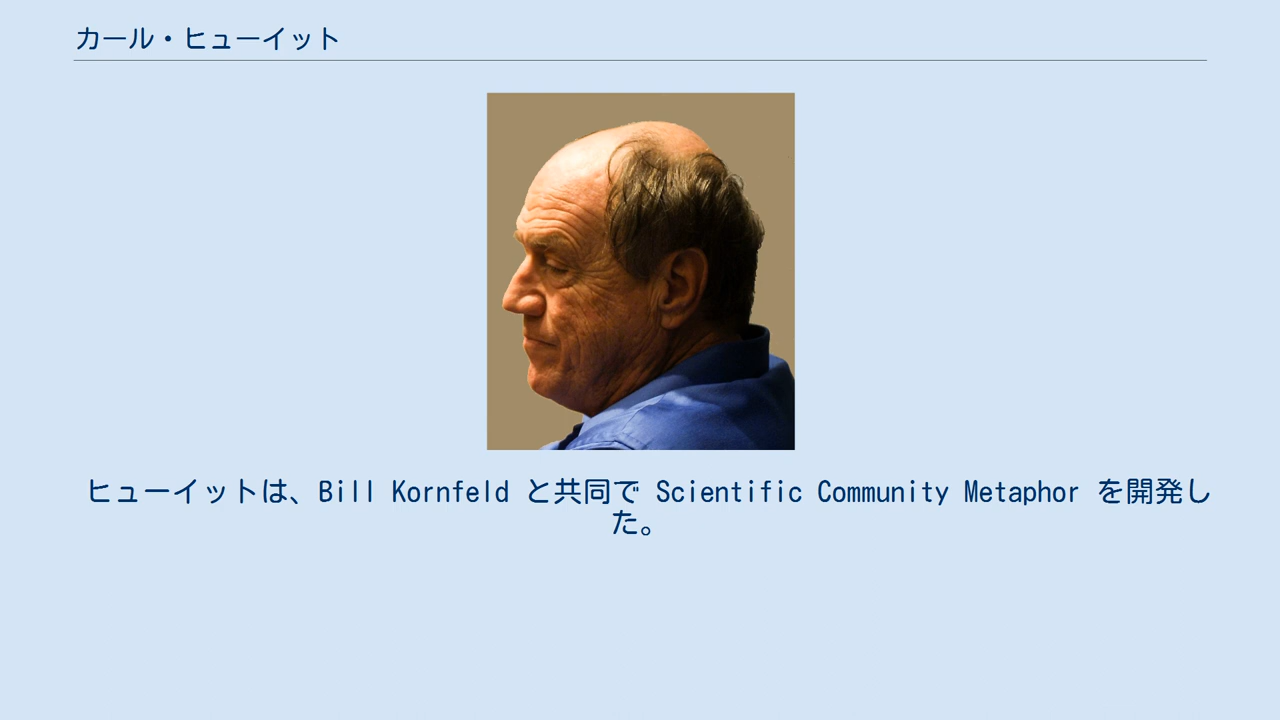 カール・ヒューイット
ヒューイットは、Bill Kornfeld と共同で Scientific Community Metaphor を開発し
た。